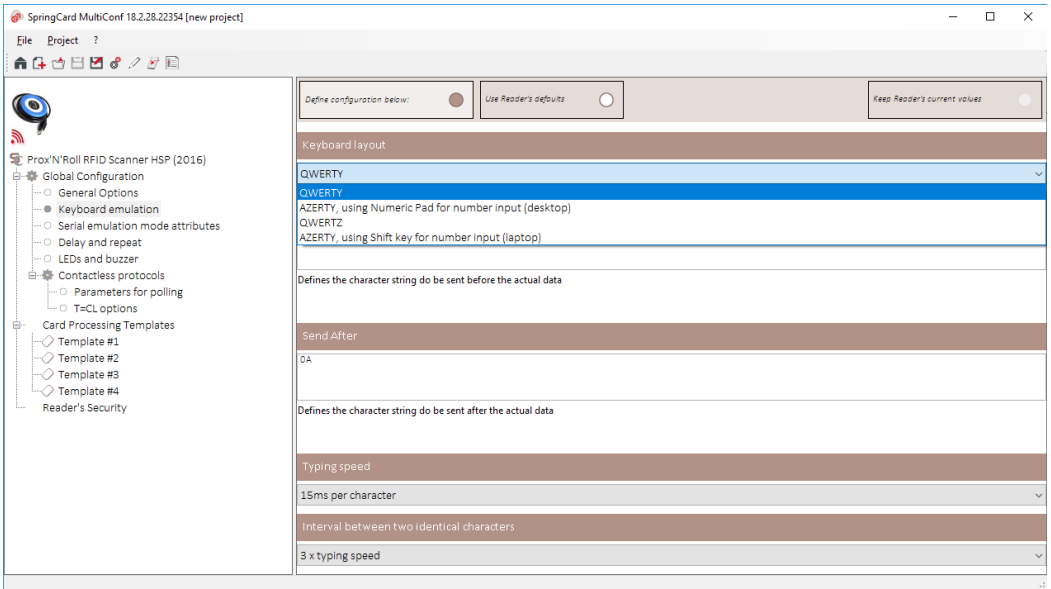 SpringCard MultiConf 18.2.28.22354 [new project]
File Project ?
Prox'N'Roll RFID Scanner HSP (2016)
Global Configuration
General Options
Keyboard emulation
Serial emulation mode attributes
Delay and repeat
LEDs and buzzer
Contactless protocols
Parameters for polling
T=CL options
Card Processing Templates
Template #1
Template #2
Template #3
Template #4
Reader's Security
Define configuration below:
Use Reader's defaults
Keep Reader's current values
Keyboard layout
QWERTY
QWERTY
AZERTY, using Numeric Pad for number input (desktop)
QWERTZ
AZERTY, using Shift key for number input (laptop)
Defines the character string do be sent before the actual data
Send After
0A
Defines the character string do be sent after the actual data
Typing speed
15ms per character
Interval between two identical characters
3 x typing speed